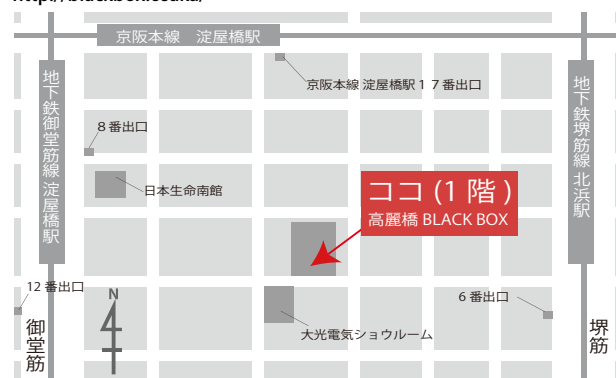 京阪本線 淀屋橋駅
京阪本線 淀屋橋駅17番出口
地下鉄御堂筋線 淀屋橋駅
地下鉄堺筋線 北浜駅
8番出口
日本生命南館
ココ (1 階 )
高麗橋 BLACK BOX
12番出口
N
6番出口
大光電気ショウルーム
御堂筋
堺筋